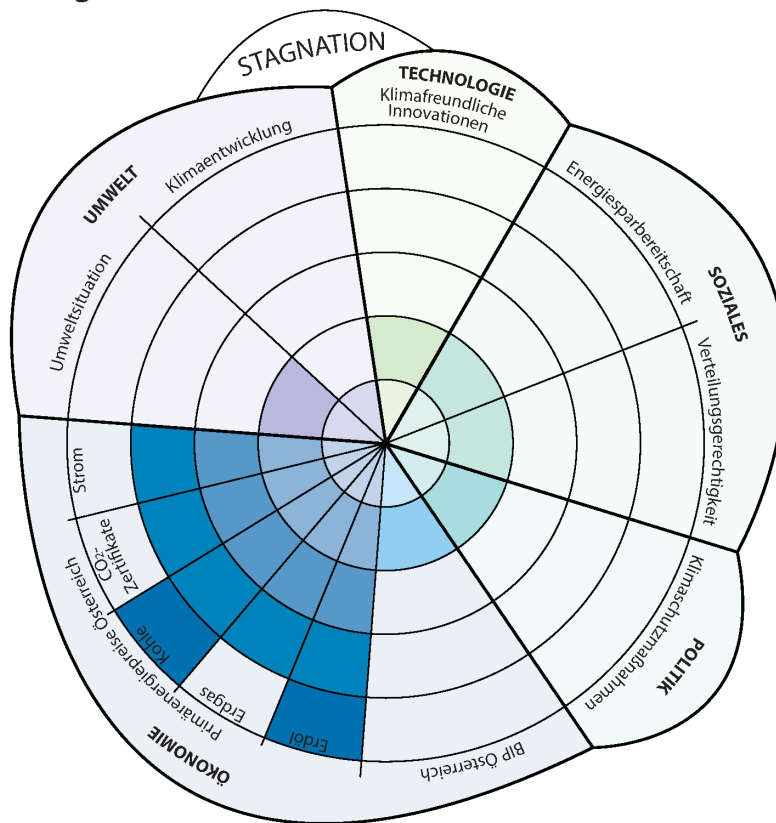 STAGNATION
TECHNOLOGIE
Klimafreundliche
Innovationen
UMWELT
Klimaentwicklung
Umweltsituation
Energiesparbereitschaft
SOZIALES
Verteilungsgerechtigkeit
Strom
CO₂-
Zertifikate
Primärenergiepreise Österreich
Kohle
Erdgas
Erdöl
ÖKONOMIE
BIP Österreich
Klimaschutzmaßnahmen
POLITIK